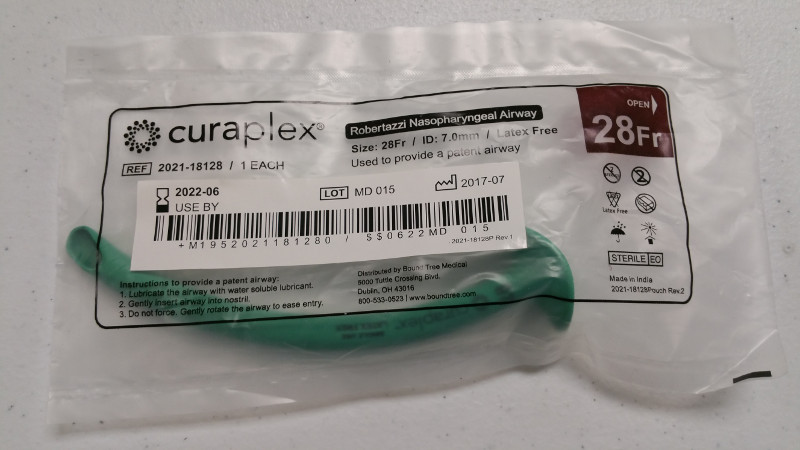 curaplex®
Robertazzi Nasopharyngeal Airway
Size: 28Fr / ID: 7.0mm / Latex Free
Used to provide a patent airway
OPEN
28Fr
REF 2021-18128 / 1 EACH
2022-06
USE BY
LOT MD 015
2017-07
+M1952021181280 / $$0622MD 015
2021-18128P Rev.1
2
Latex Free
STERILE EO
Made in India
2021-18128Pouch Rev.2
Instructions to provide a patent airway:
1. Lubricate the airway with water soluble lubricant.
2. Gently insert airway into nostril.
3. Do not force. Gently rotate the airway to ease entry.
Distributed by Bound Tree Medical
5000 Tuttle Crossing Blvd.
Dublin, OH 43016
800-533-0523 | www.boundtree.com